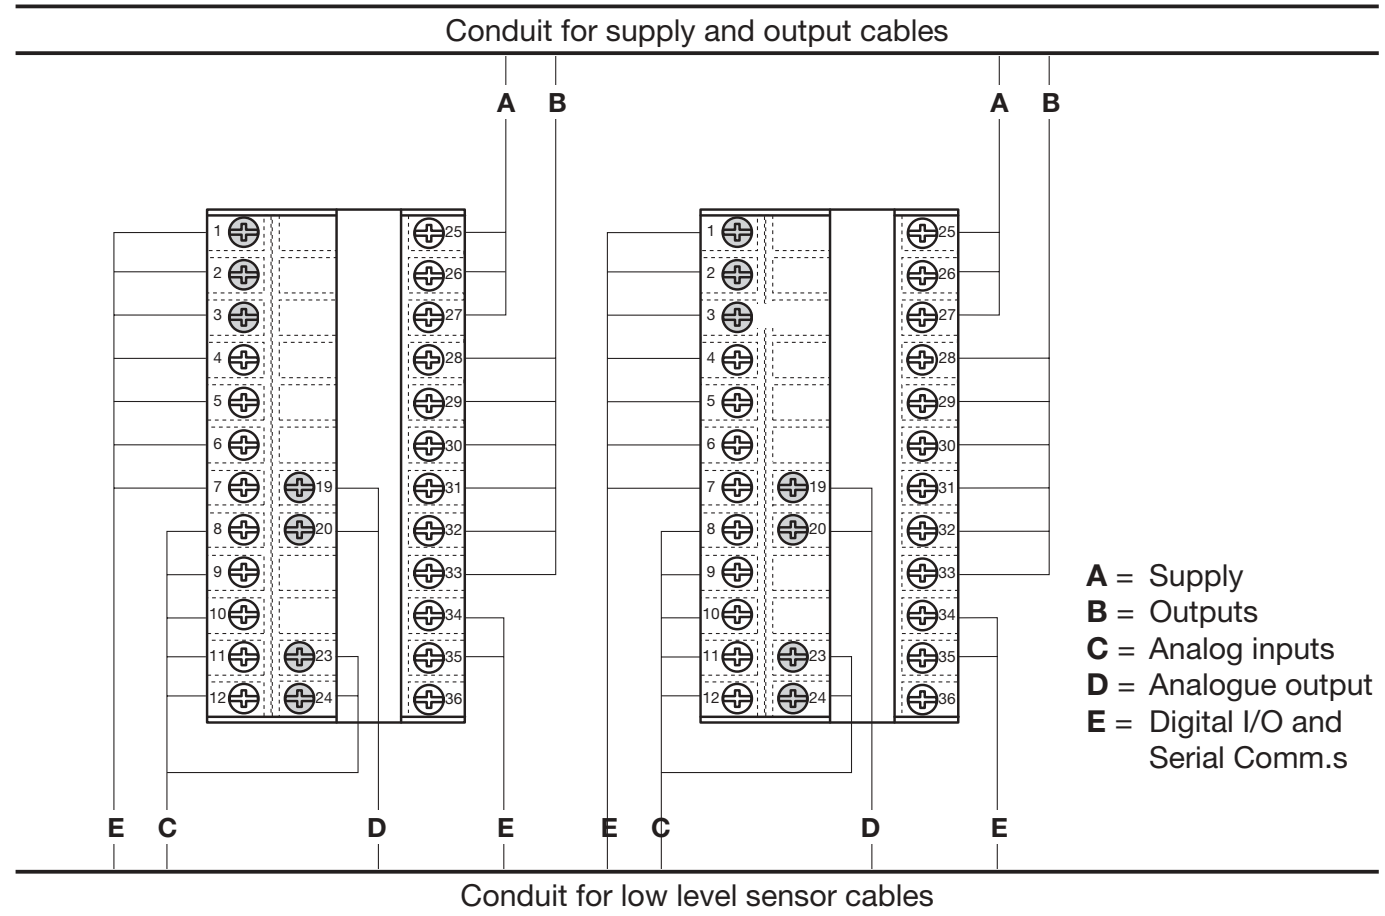 Conduit for supply and output cables
A B A B
1 25 1 25
2 26 2 26
3 27 3 27
4 28 4 28
5 29 5 29
6 30 6 30
7 19 31 7 19 31
8 20 32 8 20 32
9 33 9 33
10 34 10 34
11 23 35 11 23 35
12 24 36 12 24 36
A = Supply
B = Outputs
C = Analog inputs
D = Analogue output
E = Digital I/O and
Serial Comm.s
E C D E E C D E
Conduit for low level sensor cables